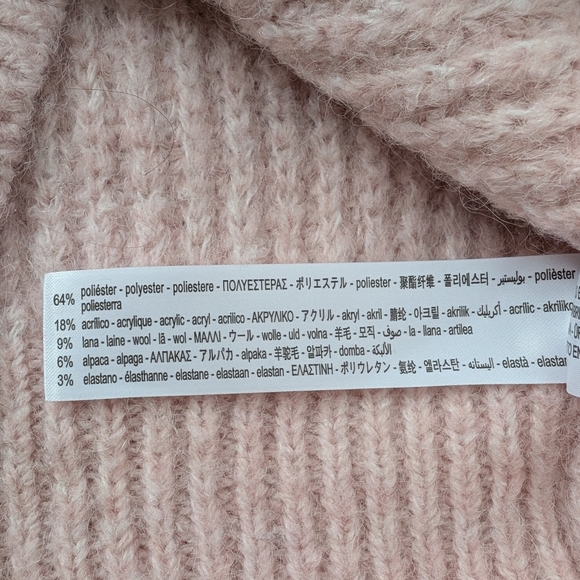 64% poliéster - polyester - poliestere - ΠΟΛΥΕΣΤΕΡΑΣ - ポリエステル - poliester - 聚酯纤维 - 폴리에스터 - بوليستير - polièster
poliesterra
18% acrílico - acrylique - acrylic - acryl - acrilico - ΑΚΡΥΛΙΚΟ - アクリル - akryl - akril - 腈纶 - 아크릴 - akrilik - أكريليك - acrílic - akriliko
9% lana - laine - wool - lã - wol - ΜΑΛΛΙ - ウール - wolle - uld - volna - 羊毛 - 모직 - صوف - la - llana - artilea
6% alpaca - alpaga - ΑΛΠΑΚΑΣ - アルパカ - alpaka - 羊驼毛 - 알파카 - domba - الألبكة
3% elastano - élasthanne - elastane - elastaan - elastan - ΕΛΑΣΤΙΝΗ - ポリウレタン - 氨纶 - 엘라스탄 - اليستانه - elastà - elastan